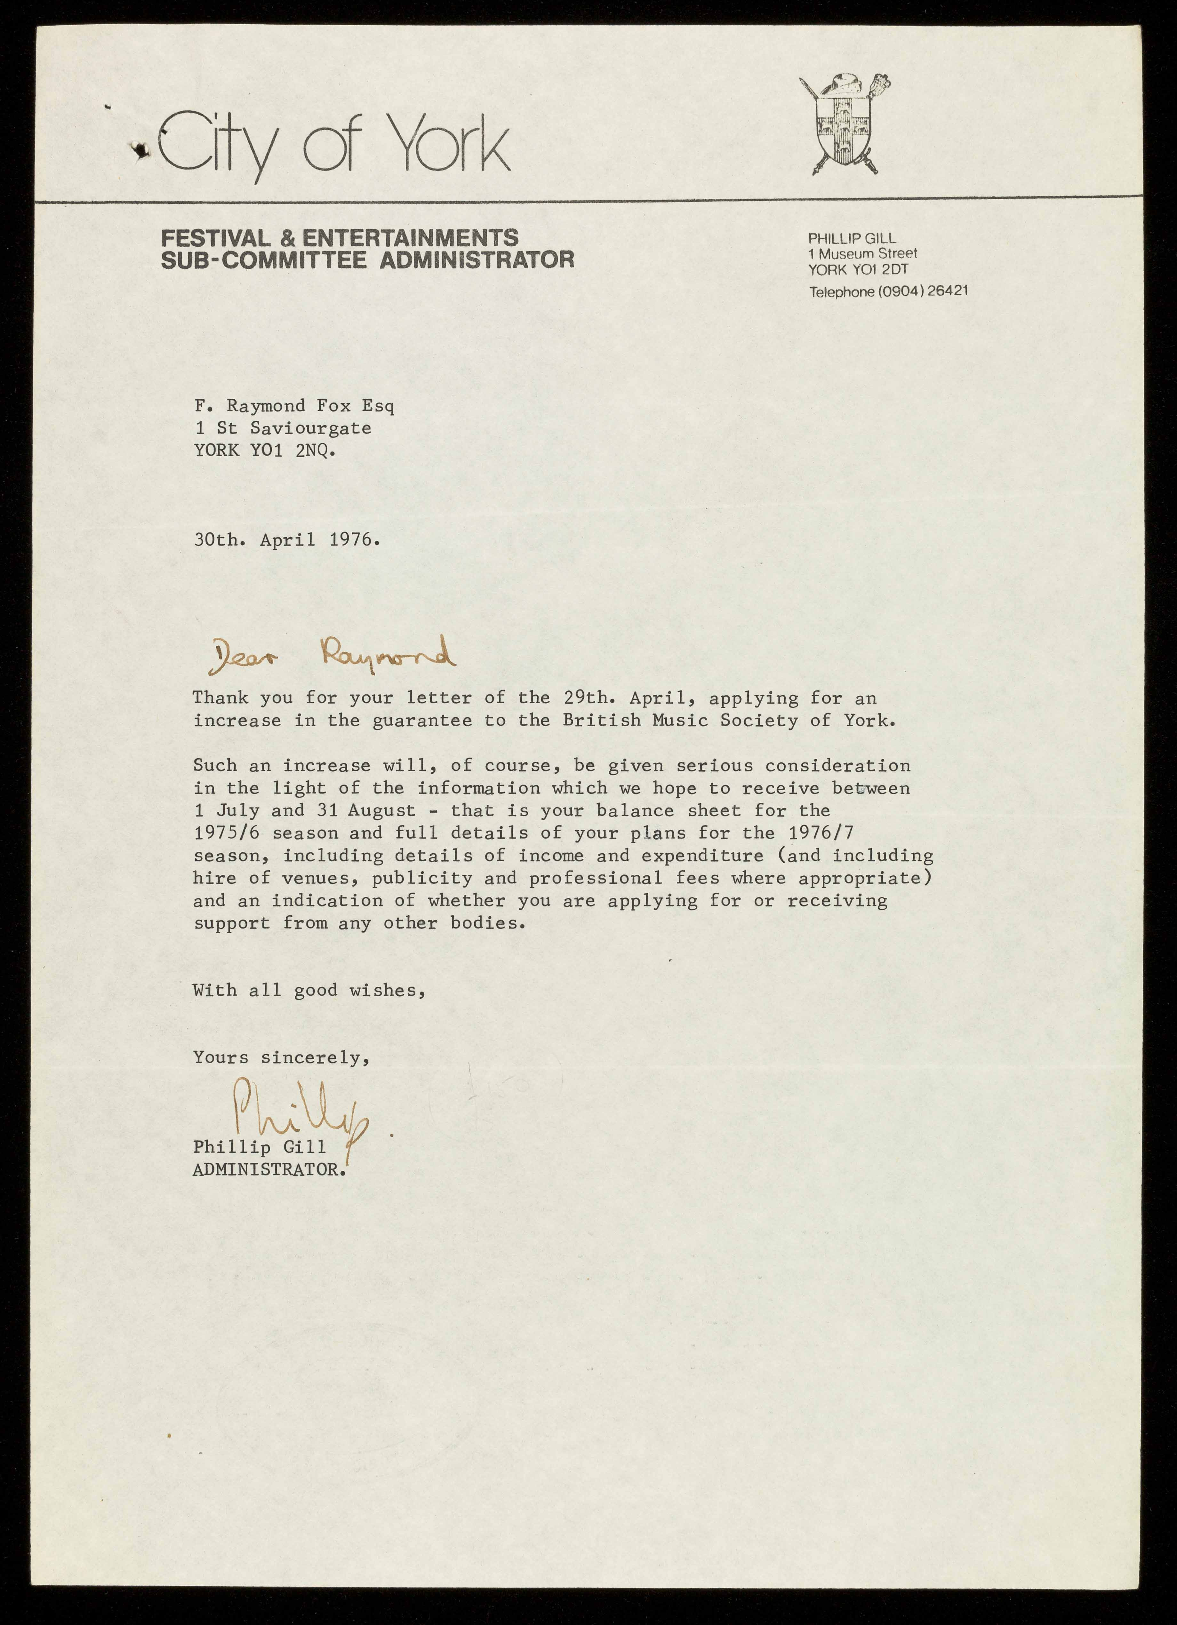 City of York
FESTIVAL & ENTERTAINMENTS
SUB-COMMITTEE ADMINISTRATOR
PHILLIP GILL
1 Museum Street
YORK YO1 2DT
Telephone (0904) 26421
F. Raymond Fox Esq
1 St Saviourgate
YORK YO1 2NQ.
30th. April 1976.
Dear Raymond
Thank you for your letter of the 29th. April, applying for an
increase in the guarantee to the British Music Society of York.
Such an increase will, of course, be given serious consideration
in the light of the information which we hope to receive between
1 July and 31 August - that is your balance sheet for the
1975/6 season and full details of your plans for the 1976/7
season, including details of income and expenditure (and including
hire of venues, publicity and professional fees where appropriate)
and an indication of whether you are applying for or receiving
support from any other bodies.
With all good wishes,
Yours sincerely,
Phillip
Phillip Gill
ADMINISTRATOR.